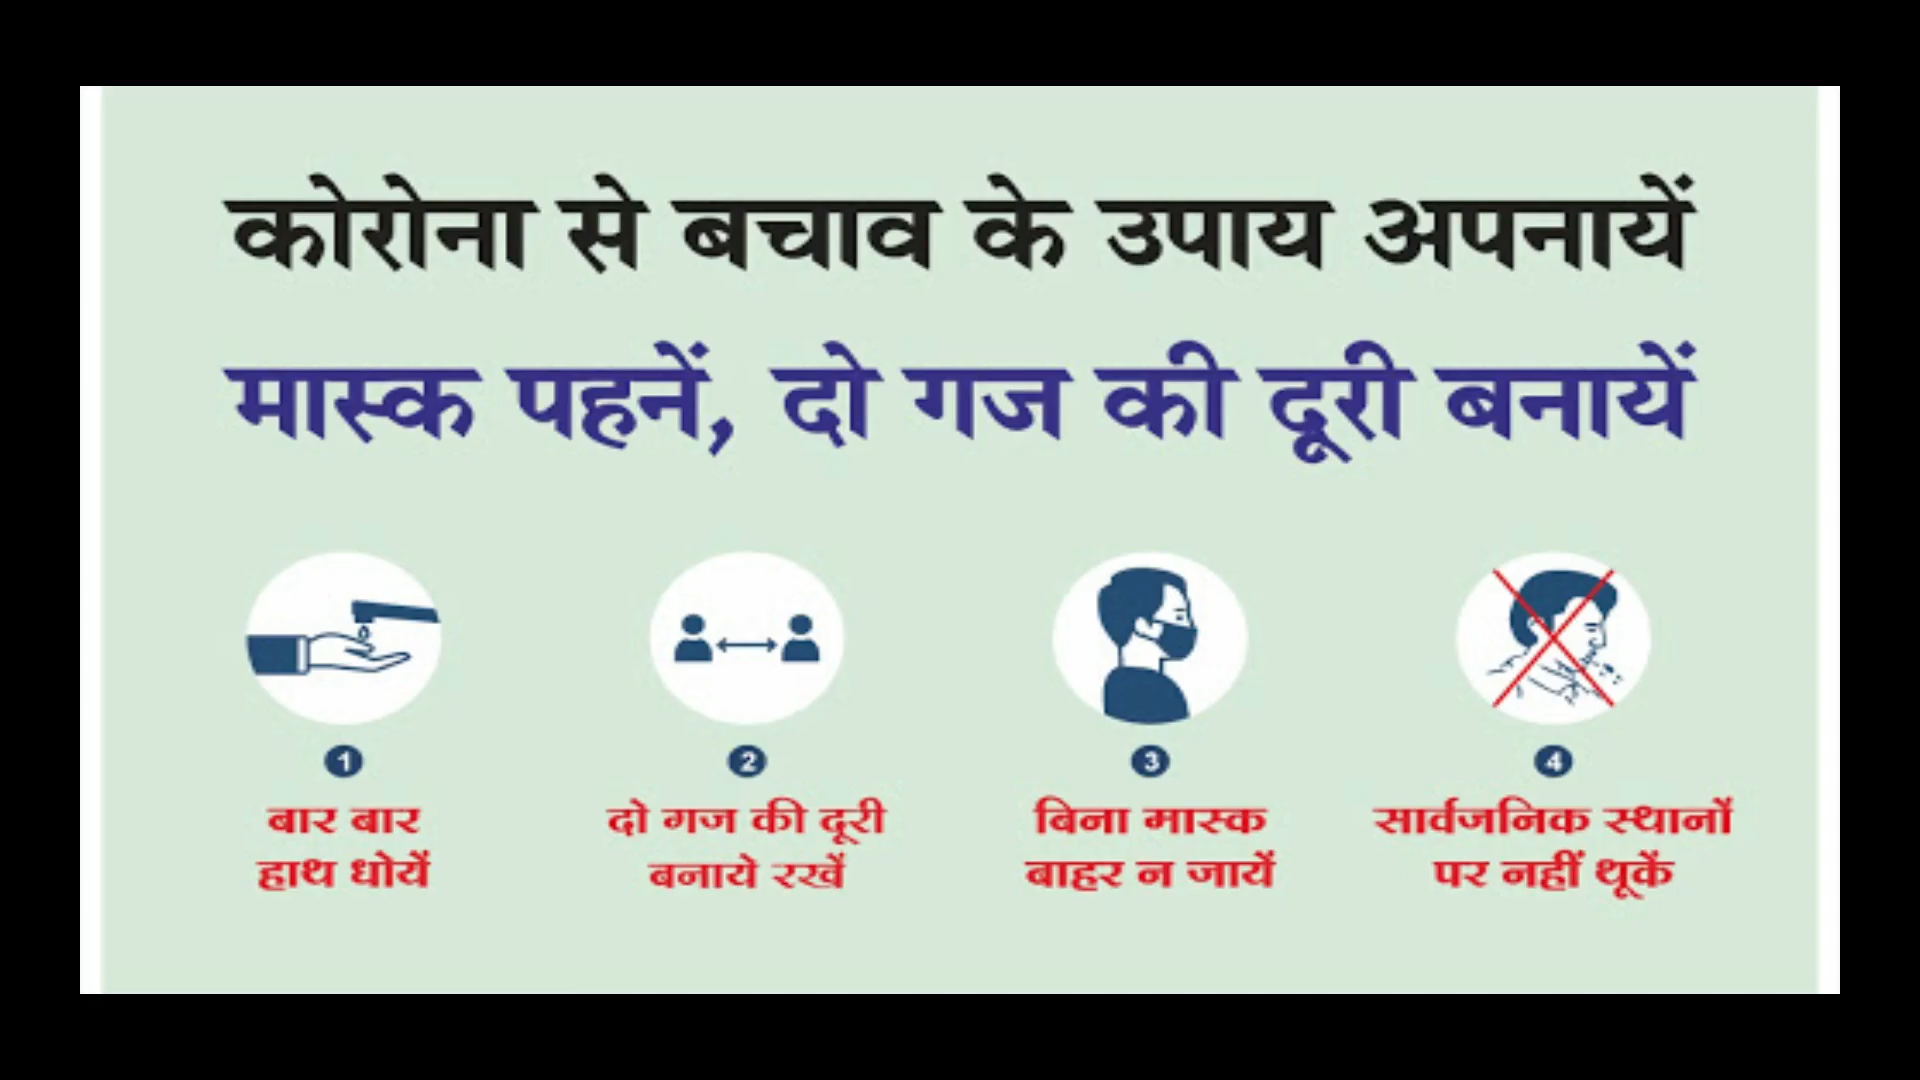 कोरोना से बचाव के उपाय अपनायें
मास्क पहनें, दो गज की दूरी बनायें
1
बार बार
हाथ धोयें
2
दो गज की दूरी
बनाये रखें
3
बिना मास्क
बाहर न जायें
4
सार्वजनिक स्थानों
पर नहीं थूकें